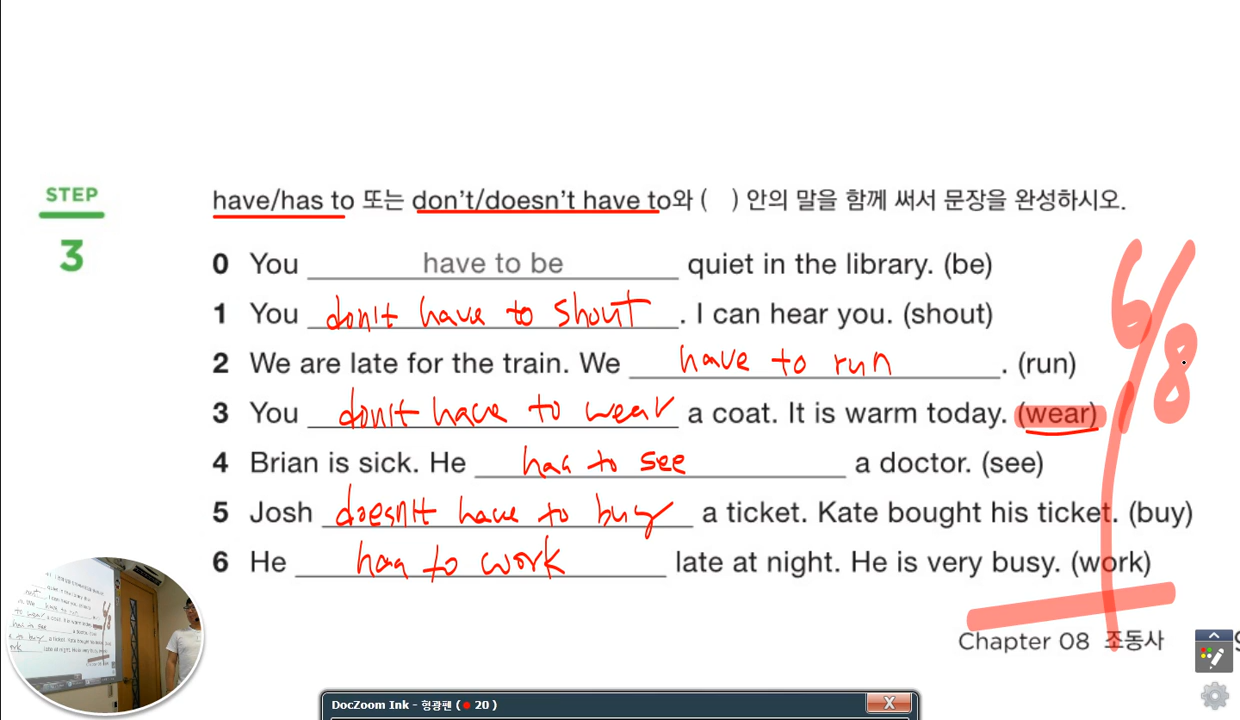 STEP
3
have/has to 또는 don't/doesn't have to와 (   ) 안의 말을 함께 써서 문장을 완성하시오.
0 You have to be quiet in the library. (be)
1 You don't have to shout. I can hear you. (shout)
2 We are late for the train. We have to run. (run)
3 You don't have to wear a coat. It is warm today. (wear)
4 Brian is sick. He has to see a doctor. (see)
5 Josh doesn't have to buy a ticket. Kate bought his ticket. (buy)
6 He has to work late at night. He is very busy. (work)
6/8
Chapter 08 조동사
DocZoom Ink - 형광펜 ( 20 )
X